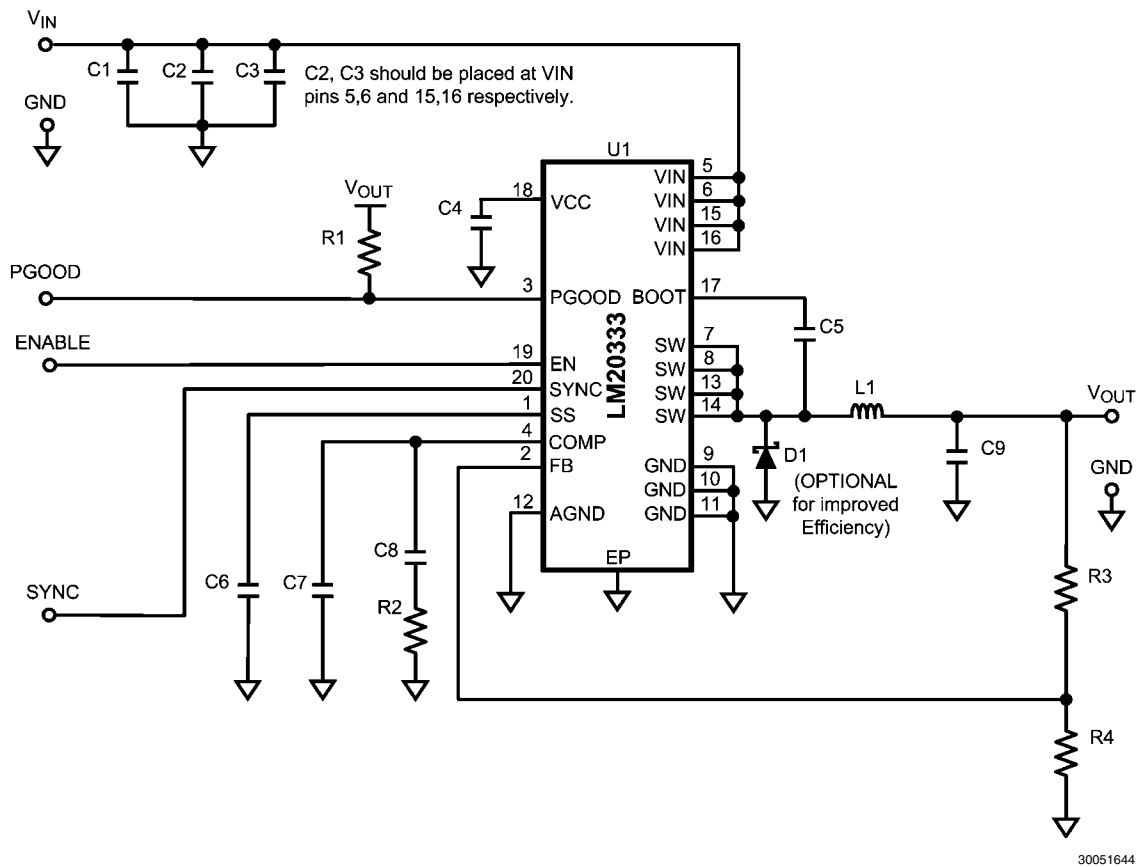 VIN
C1
C2
C3
C2, C3 should be placed at VIN
pins 5,6 and 15,16 respectively.
GND
U1
5
VIN
6
VIN
15
VIN
16
VIN
18
VCC
C4
VOUT
R1
PGOOD
3
PGOOD
BOOT
17
C5
ENABLE
19
EN
LM20333
SW
7
SW
8
SW
13
SW
14
20
SYNC
1
SS
4
COMP
2
FB
L1
VOUT
D1
(OPTIONAL
for improved
Efficiency)
C9
GND
GND
9
GND
10
GND
11
12
AGND
EP
C8
R2
C6
C7
SYNC
R3
R4
30051644